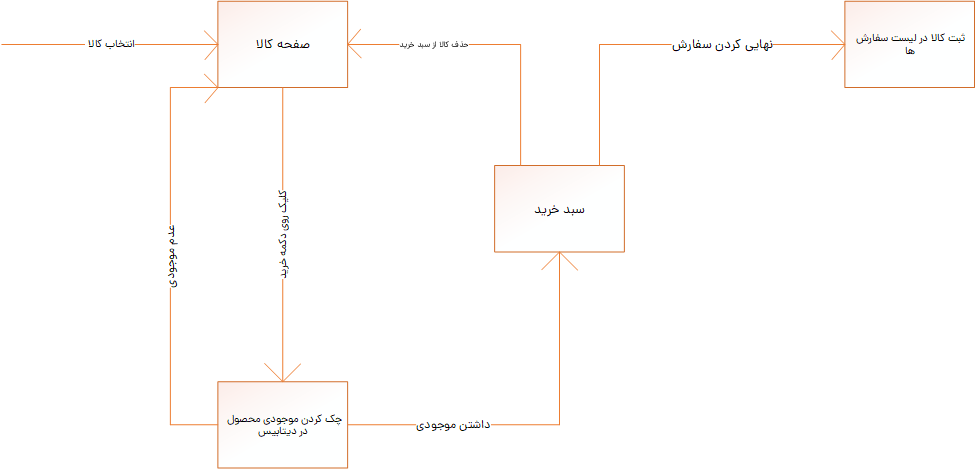 انتخاب کالا
صفحه کالا
حذف کالا از سبد خرید
نهایی کردن سفارش
ثبت کالا در لیست سفارش
ها
عدم موجودی
کلیک روی دکمه خرید
سبد خرید
چک کردن موجودی محصول
در دیتابیس
داشتن موجودی